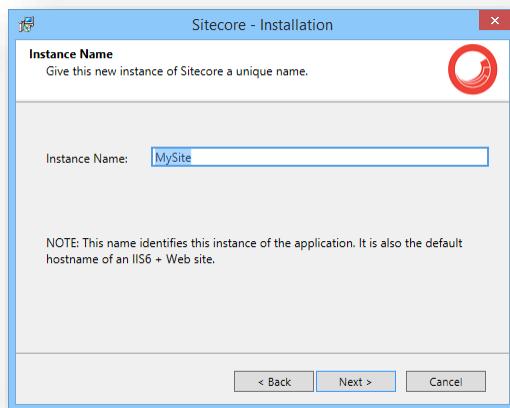 Sitecore - Installation
Instance Name
Give this new instance of Sitecore a unique name.
Instance Name: MySite
NOTE: This name identifies this instance of the application. It is also the default
hostname of an IIS6 + Web site.
< Back Next > Cancel